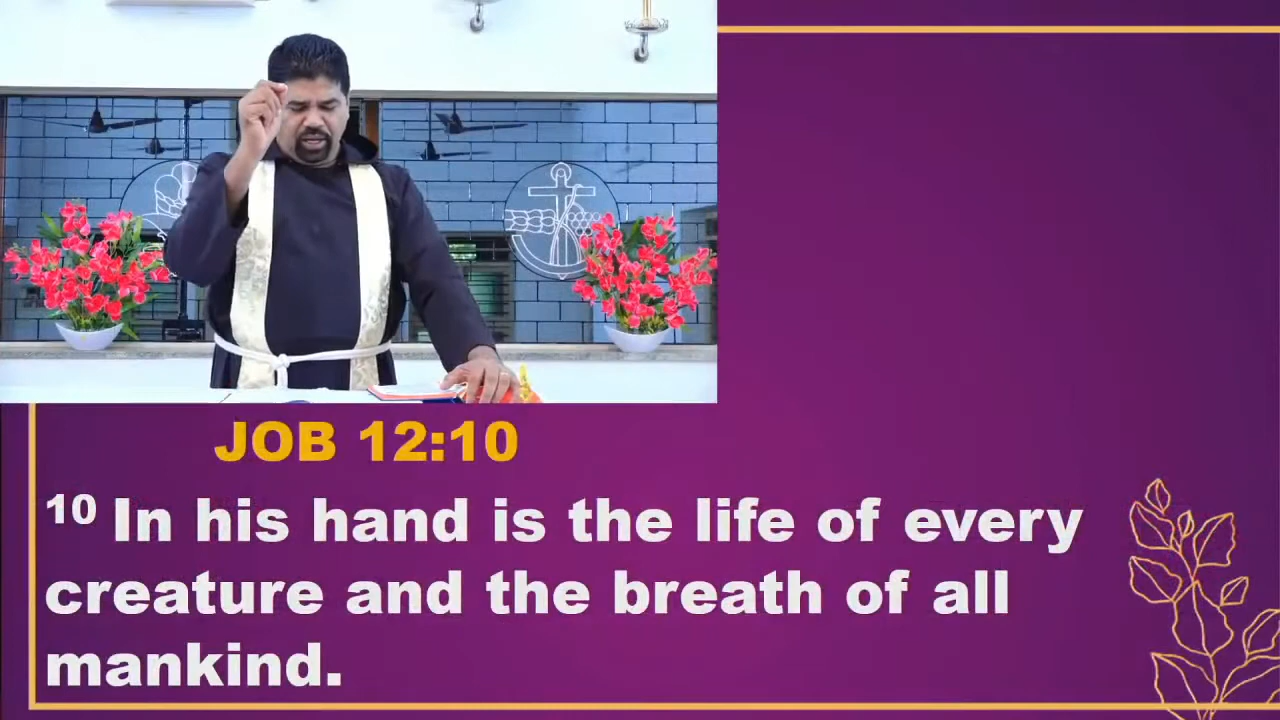 JOB 12:10
10 In his hand is the life of every
creature and the breath of all
mankind.